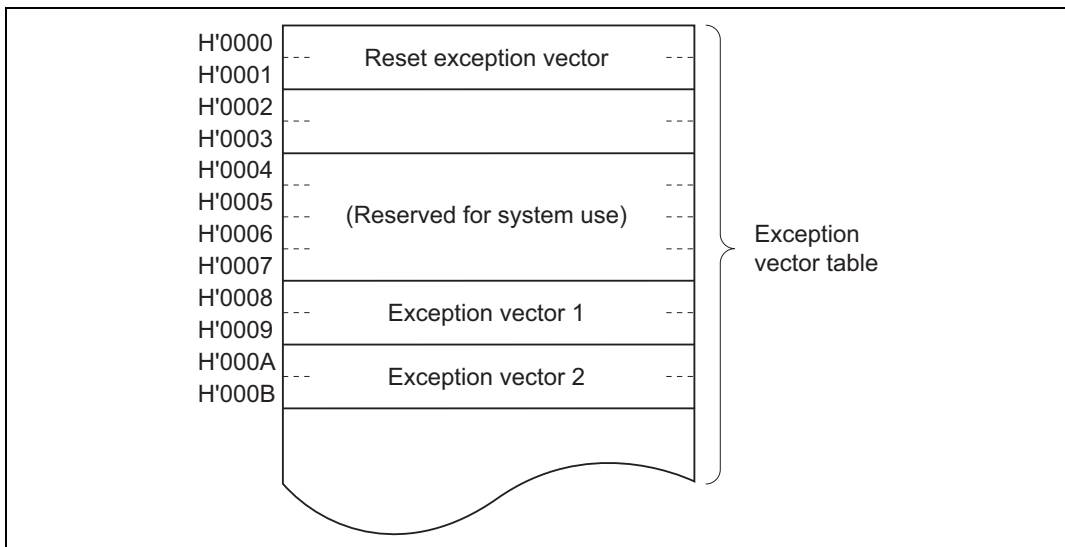 H'0000
Reset exception vector
H'0001
H'0002
H'0003
H'0004
H'0005
(Reserved for system use)
H'0006
H'0007
H'0008
Exception vector 1
H'0009
H'000A
Exception vector 2
H'000B
Exception
vector table